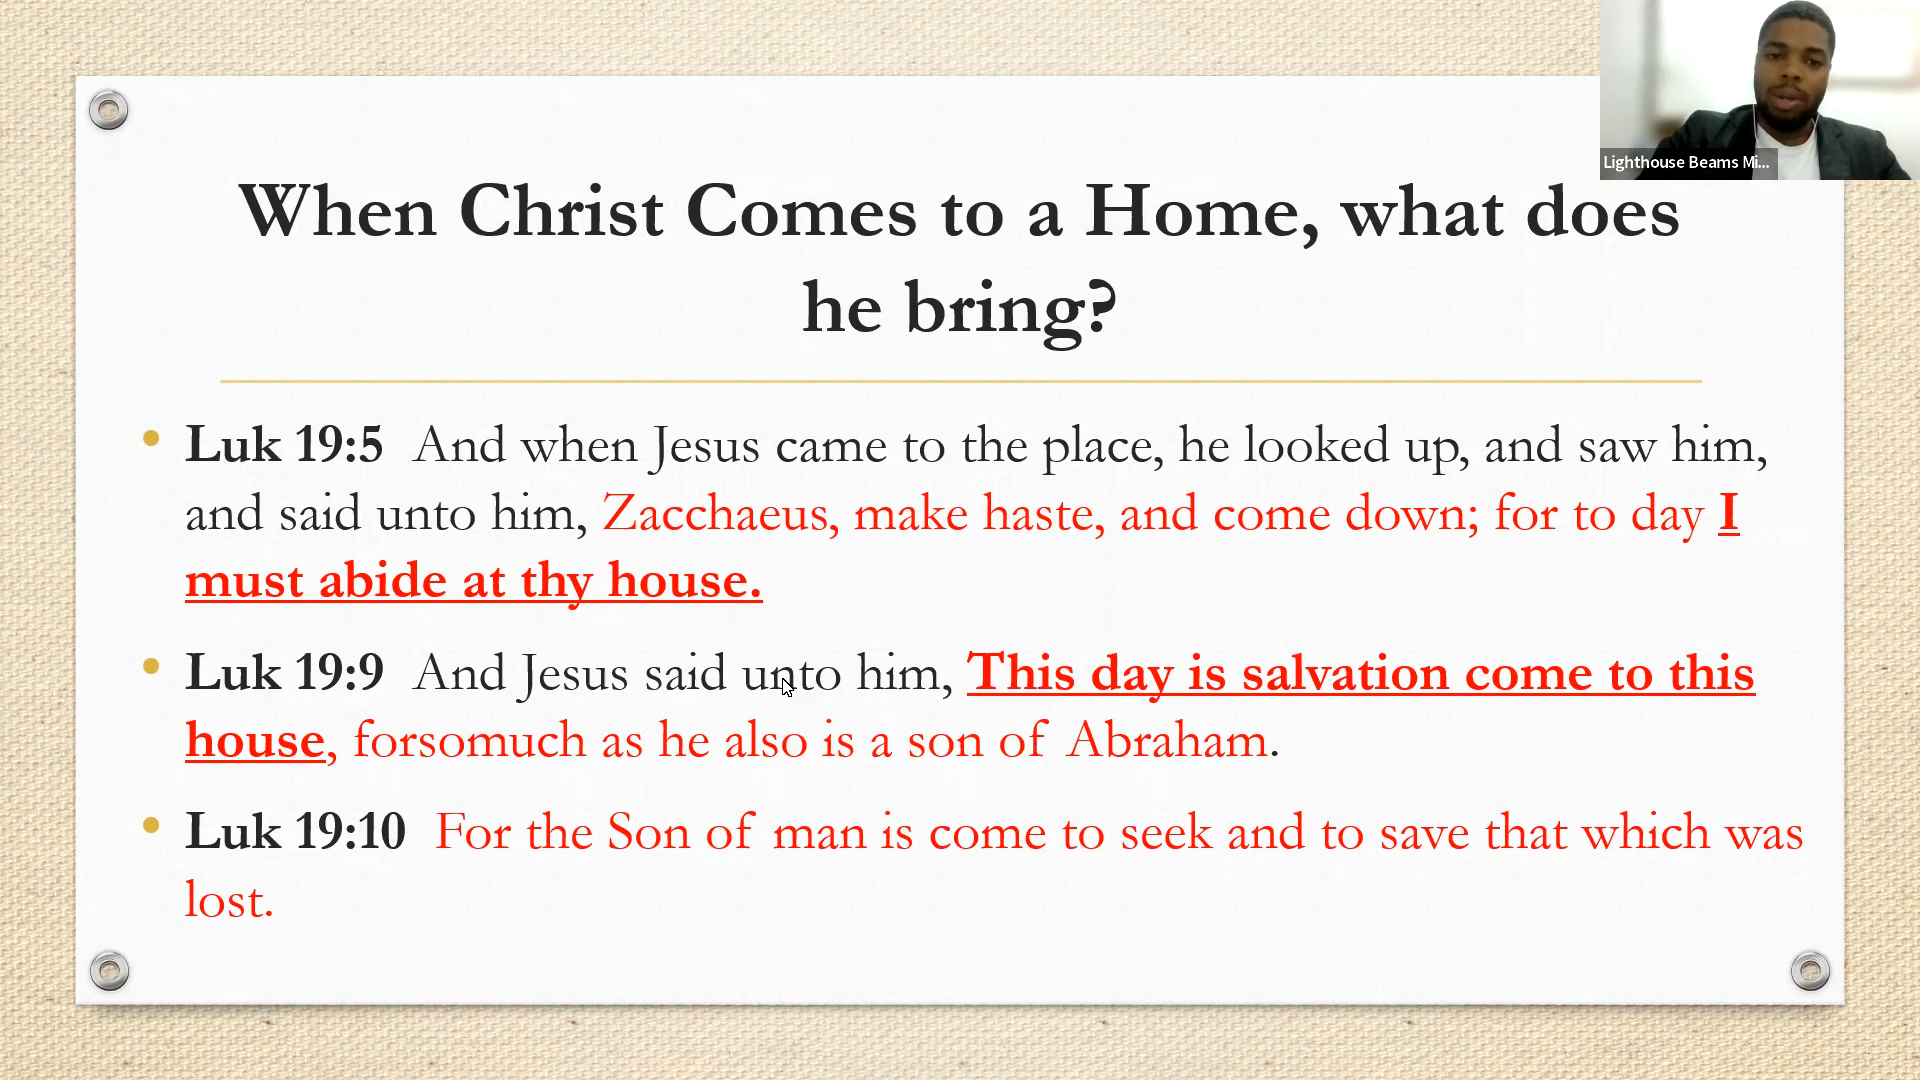 Lighthouse Beams Mi...
When Christ Comes to a Home, what does
he bring?
• Luk 19:5 And when Jesus came to the place, he looked up, and saw him,
and said unto him, Zacchaeus, make haste, and come down; for to day I
must abide at thy house.
• Luk 19:9 And Jesus said unto him, This day is salvation come to this
house, forsomuch as he also is a son of Abraham.
• Luk 19:10 For the Son of man is come to seek and to save that which was
lost.